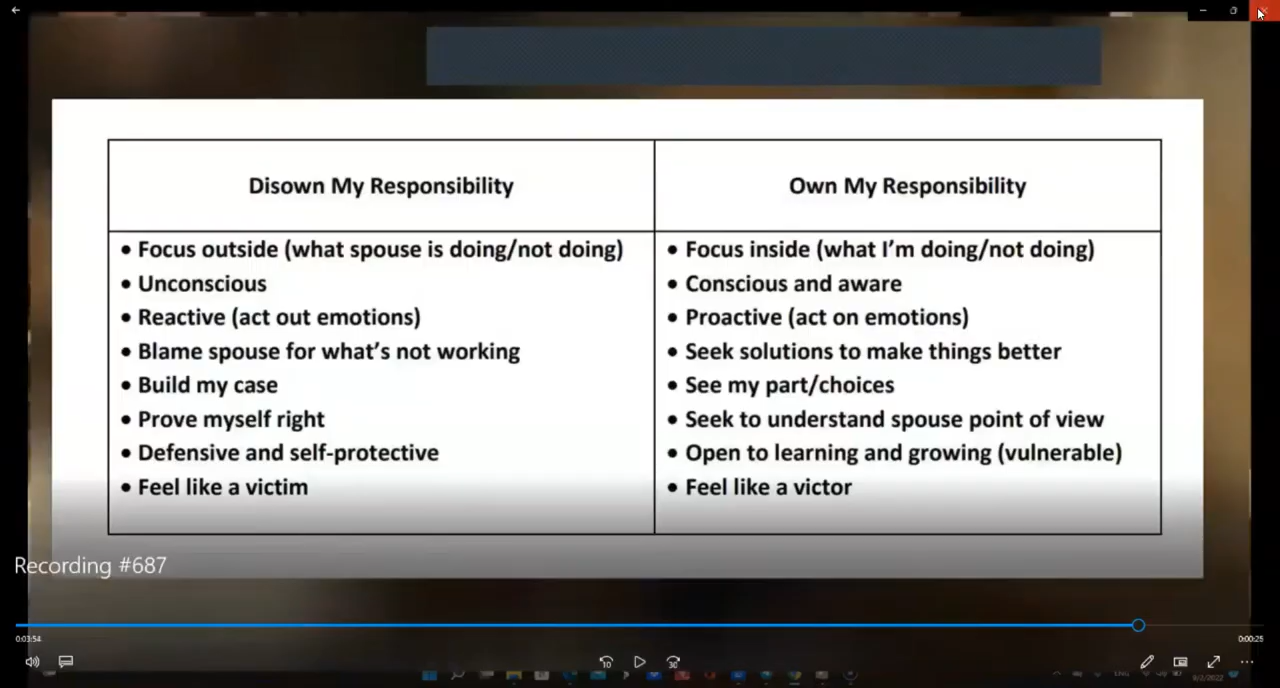 Disown My Responsibility
Own My Responsibility
• Focus outside (what spouse is doing/not doing)
• Unconscious
• Reactive (act out emotions)
• Blame spouse for what's not working
• Build my case
• Prove myself right
• Defensive and self-protective
• Feel like a victim
• Focus inside (what I'm doing/not doing)
• Conscious and aware
• Proactive (act on emotions)
• Seek solutions to make things better
• See my part/choices
• Seek to understand spouse point of view
• Open to learning and growing (vulnerable)
• Feel like a victor
Recording #687
0:03:54
0:00:25
10
30